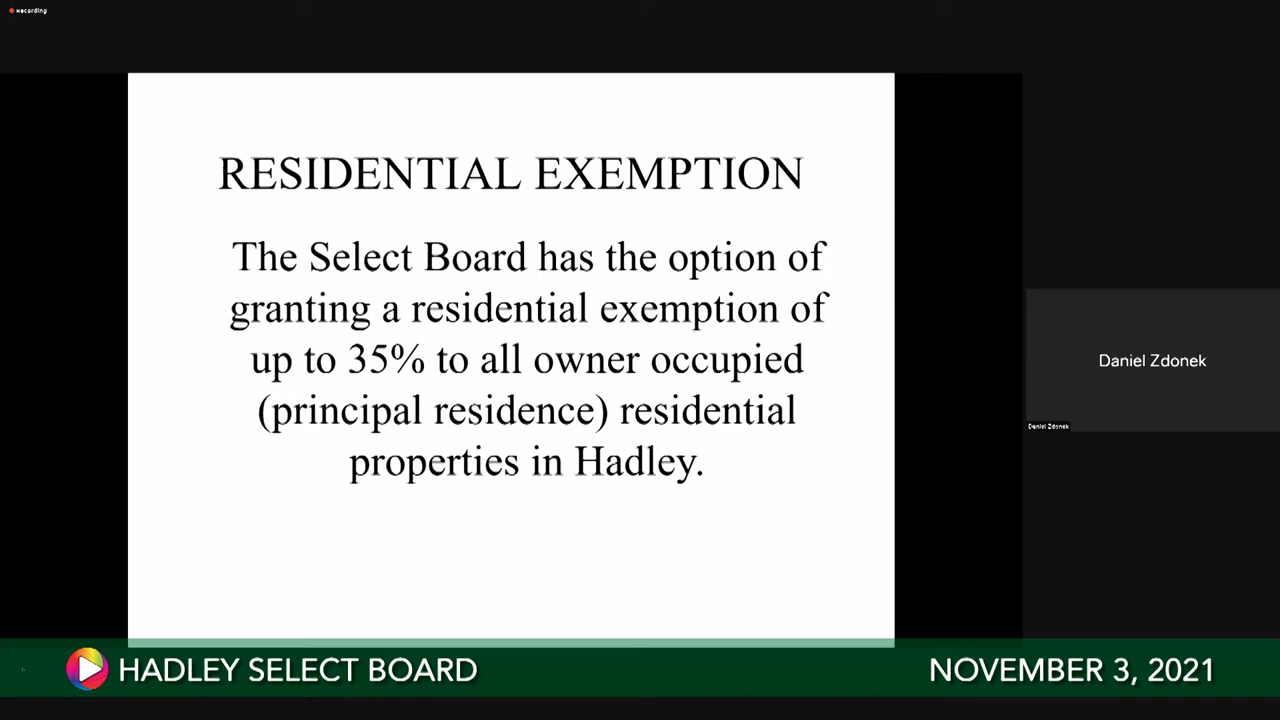 Recording
RESIDENTIAL EXEMPTION
The Select Board has the option of
granting a residential exemption of
up to 35% to all owner occupied
(principal residence) residential
properties in Hadley.
Daniel Zdonek
Daniel Zdonek
HADLEY SELECT BOARD
NOVEMBER 3, 2021